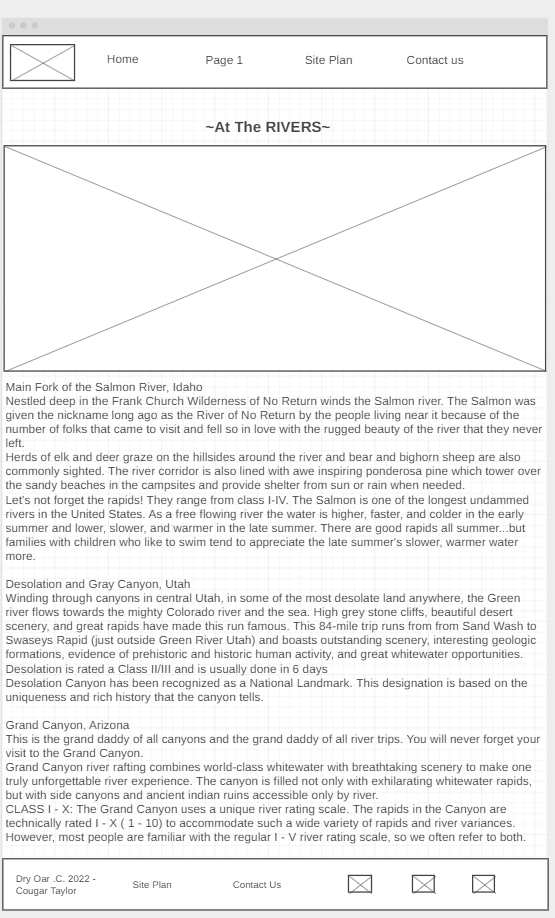 Home Page 1 Site Plan Contact us
~At The RIVERS~
Main Fork of the Salmon River, Idaho
Nestled deep in the Frank Church Wilderness of No Return winds the Salmon river. The Salmon was
given the nickname long ago as the River of No Return by the people living near it because of the
number of folks that came to visit and fell so in love with the rugged beauty of the river that they never
left.
Herds of elk and deer graze on the hillsides around the river and bear and bighorn sheep are also
commonly sighted. The river corridor is also lined with awe inspiring ponderosa pine which tower over
the sandy beaches in the campsites and provide shelter from sun or rain when needed.
Let's not forget the rapids! They range from class I-IV. The Salmon is one of the longest undammed
rivers in the United States. As a free flowing river the water is higher, faster, and colder in the early
summer and lower, slower, and warmer in the late summer. There are good rapids all summer...but
families with children who like to swim tend to appreciate the late summer's slower, warmer water
more.
Desolation and Gray Canyon, Utah
Winding through canyons in central Utah, in some of the most desolate land anywhere, the Green
river flows towards the mighty Colorado river and the sea. High grey stone cliffs, beautiful desert
scenery, and great rapids have made this run famous. This 84-mile trip runs from from Sand Wash to
Swaseys Rapid (just outside Green River Utah) and boasts outstanding scenery, interesting geologic
formations, evidence of prehistoric and historic human activity, and great whitewater opportunities.
Desolation is rated a Class II/III and is usually done in 6 days
Desolation Canyon has been recognized as a National Landmark. This designation is based on the
uniqueness and rich history that the canyon tells.
Grand Canyon, Arizona
This is the grand daddy of all canyons and the grand daddy of all river trips. You will never forget your
visit to the Grand Canyon.
Grand Canyon river rafting combines world-class whitewater with breathtaking scenery to make one
truly unforgettable river experience. The canyon is filled not only with exhilarating whitewater rapids,
but with side canyons and ancient indian ruins accessible only by river.
CLASS I - X: The Grand Canyon uses a unique river rating scale. The rapids in the Canyon are
technically rated I - X ( 1 - 10) to accommodate such a wide variety of rapids and river variances.
However, most people are familiar with the regular I - V river rating scale, so we often refer to both.
Dry Oar .C. 2022 -
Cougar Taylor
Site Plan
Contact Us